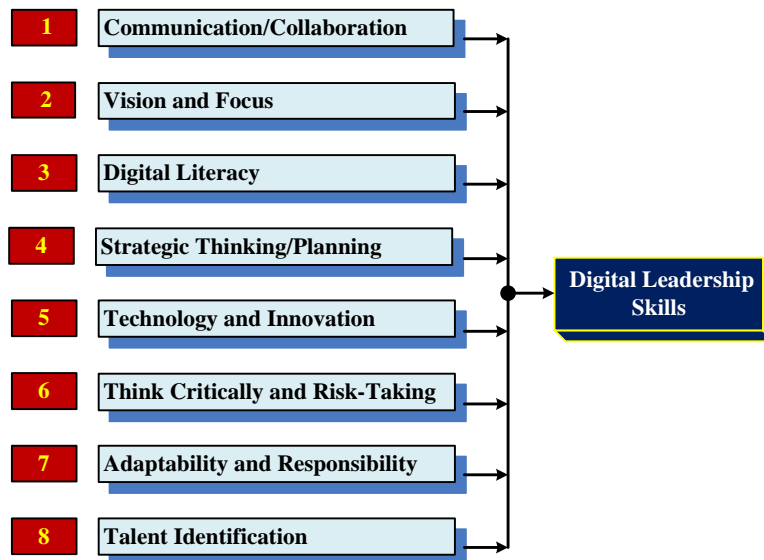 1 Communication/Collaboration
2 Vision and Focus
3 Digital Literacy
4 Strategic Thinking/Planning
5 Technology and Innovation
6 Think Critically and Risk-Taking
7 Adaptability and Responsibility
8 Talent Identification
Digital Leadership
Skills